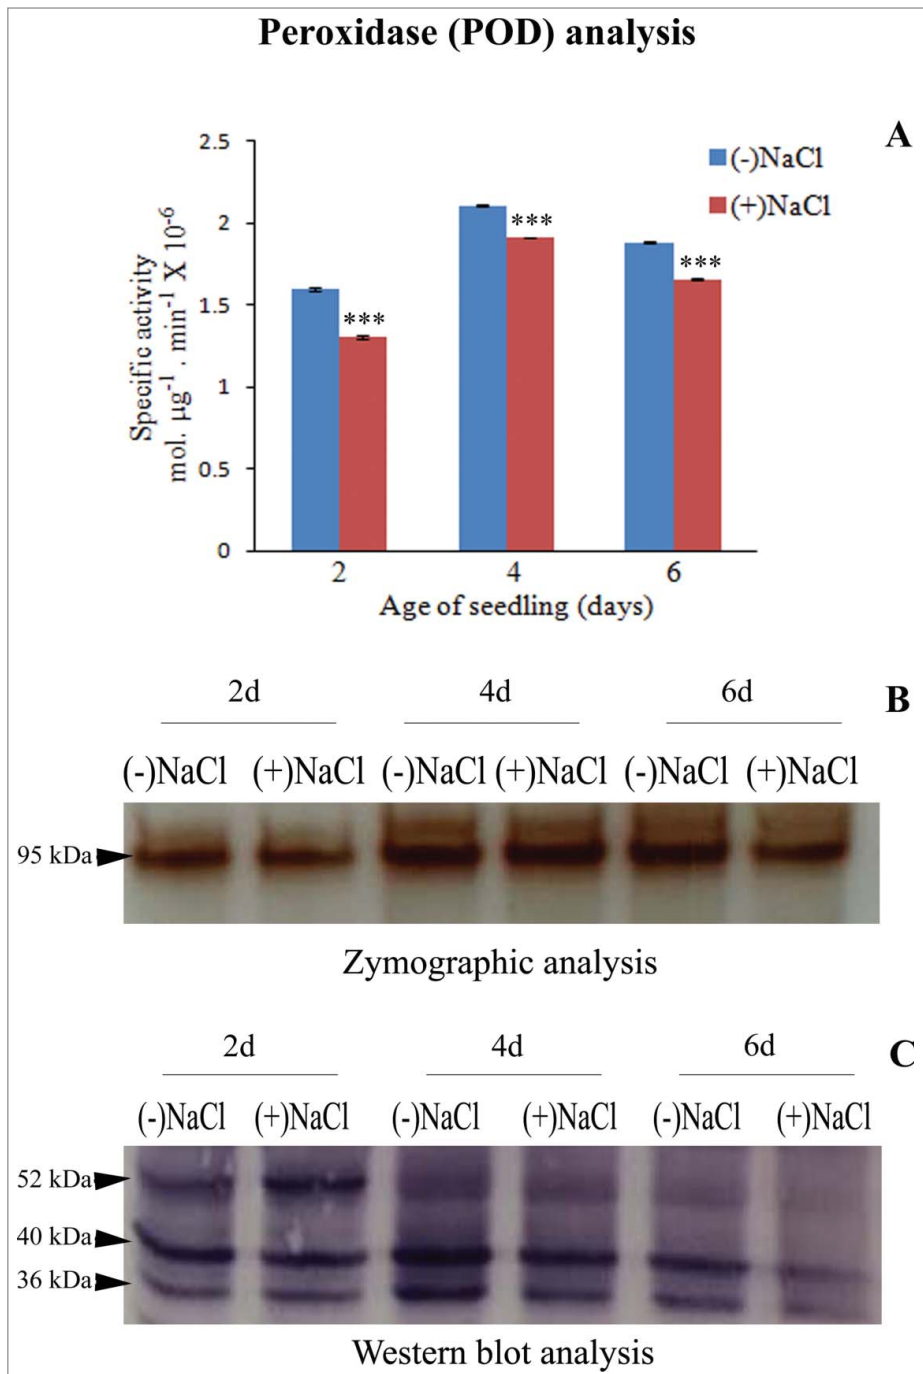 Peroxidase (POD) analysis
A
2.5
2
1.5
1
0.5
0
Specific activity
mol. µg⁻¹ . min⁻¹ X 10⁻⁶
(-)NaCl
(+)NaCl
***
***
***
2 4 6
Age of seedling (days)
B
2d 4d 6d
(-)NaCl (+)NaCl (-)NaCl (+)NaCl (-)NaCl (+)NaCl
95 kDa
Zymographic analysis
C
2d 4d 6d
(-)NaCl (+)NaCl (-)NaCl (+)NaCl (-)NaCl (+)NaCl
52 kDa
40 kDa
36 kDa
Western blot analysis